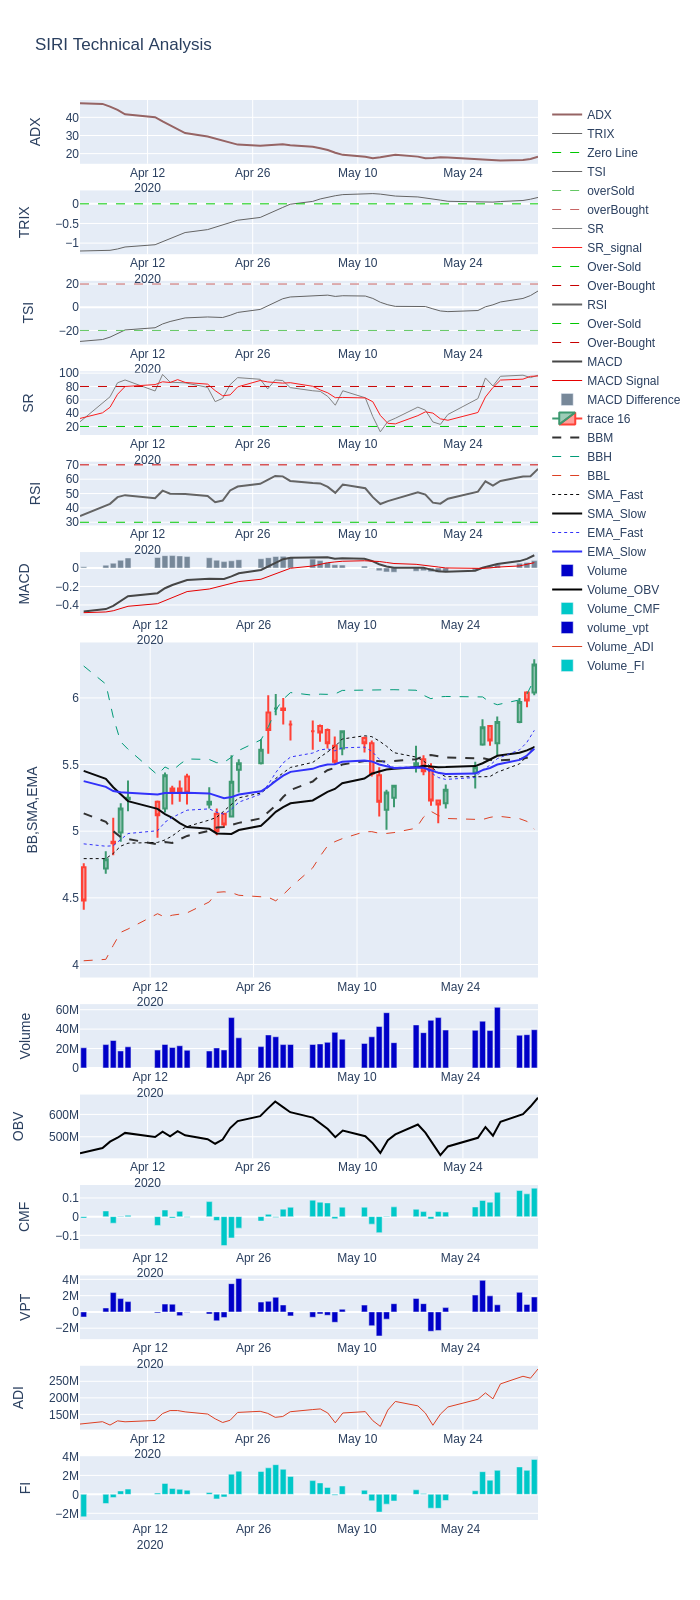 SIRI Technical Analysis
ADX
40
30
20
Apr 12
2020
Apr 26
May 10
May 24
TRIX
0
−0.5
−1
Apr 12
2020
Apr 26
May 10
May 24
TSI
20
0
−20
Apr 12
2020
Apr 26
May 10
May 24
SR
100
80
60
40
20
Apr 12
2020
Apr 26
May 10
May 24
RSI
70
60
50
40
30
Apr 12
2020
Apr 26
May 10
May 24
MACD
0
−0.2
−0.4
Apr 12
2020
Apr 26
May 10
May 24
BB,SMA,EMA
6
5.5
5
4.5
4
Apr 12
2020
Apr 26
May 10
May 24
Volume
60M
40M
20M
0
Apr 12
2020
Apr 26
May 10
May 24
OBV
600M
500M
Apr 12
2020
Apr 26
May 10
May 24
CMF
0.1
0
−0.1
Apr 12
2020
Apr 26
May 10
May 24
VPT
4M
2M
0
−2M
Apr 12
2020
Apr 26
May 10
May 24
ADI
250M
200M
150M
Apr 12
2020
Apr 26
May 10
May 24
FI
4M
2M
0
−2M
Apr 12
2020
Apr 26
May 10
May 24
ADX
TRIX
Zero Line
TSI
overSold
overBought
SR
SR_signal
Over-Sold
Over-Bought
RSI
Over-Sold
Over-Bought
MACD
MACD Signal
MACD Difference
trace 16
BBM
BBH
BBL
SMA_Fast
SMA_Slow
EMA_Fast
EMA_Slow
Volume
Volume_OBV
Volume_CMF
volume_vpt
Volume_ADI
Volume_FI